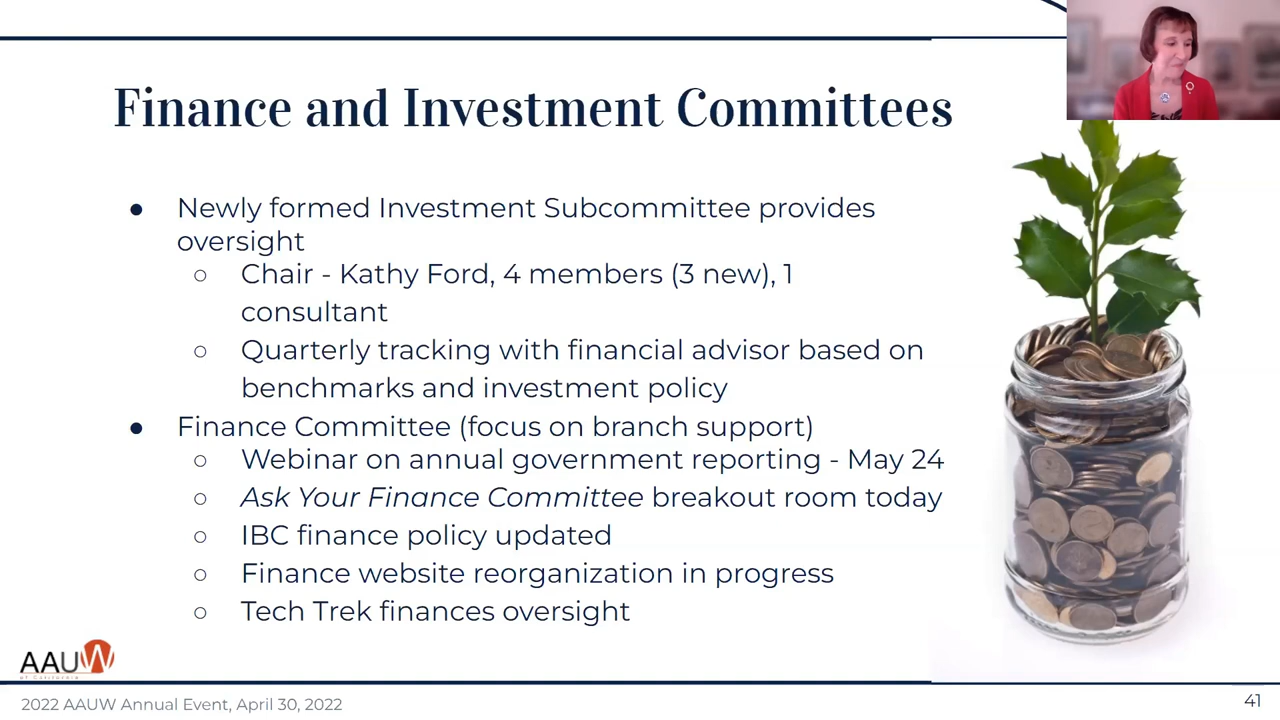 Finance and Investment Committees
● Newly formed Investment Subcommittee provides
oversight
○ Chair - Kathy Ford, 4 members (3 new), 1
consultant
○ Quarterly tracking with financial advisor based on
benchmarks and investment policy
● Finance Committee (focus on branch support)
○ Webinar on annual government reporting - May 24
○ Ask Your Finance Committee breakout room today
○ IBC finance policy updated
○ Finance website reorganization in progress
○ Tech Trek finances oversight
AAUW
of California
2022 AAUW Annual Event, April 30, 2022
41